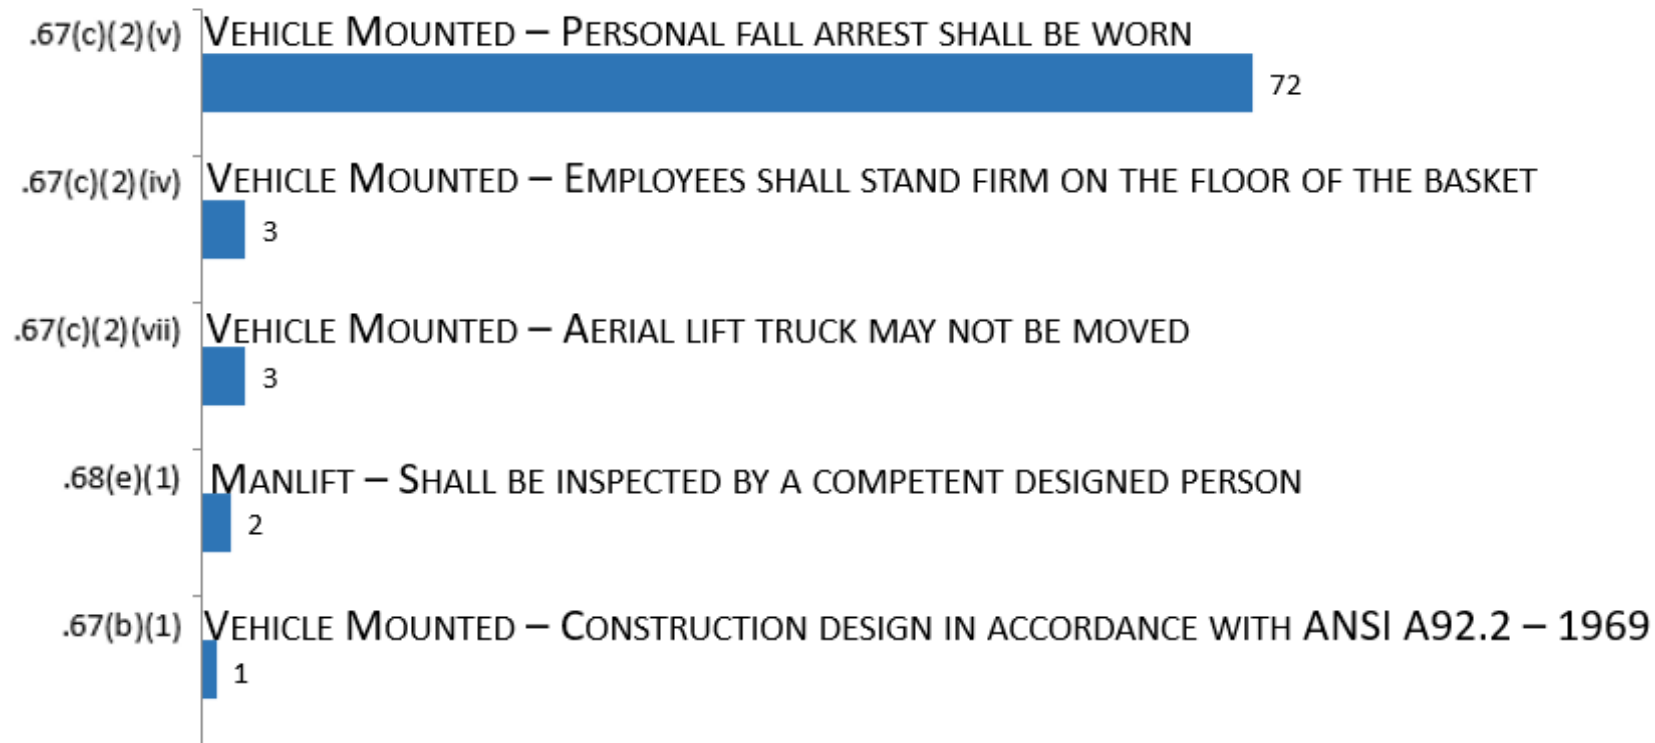 .67(c)(2)(v) Vehicle Mounted – Personal fall arrest shall be worn
72
.67(c)(2)(iv) Vehicle Mounted – Employees shall stand firm on the floor of the basket
3
.67(c)(2)(vii) Vehicle Mounted – Aerial lift truck may not be moved
3
.68(e)(1) Manlift – Shall be inspected by a competent designed person
2
.67(b)(1) Vehicle Mounted – Construction design in accordance with ANSI A92.2 – 1969
1